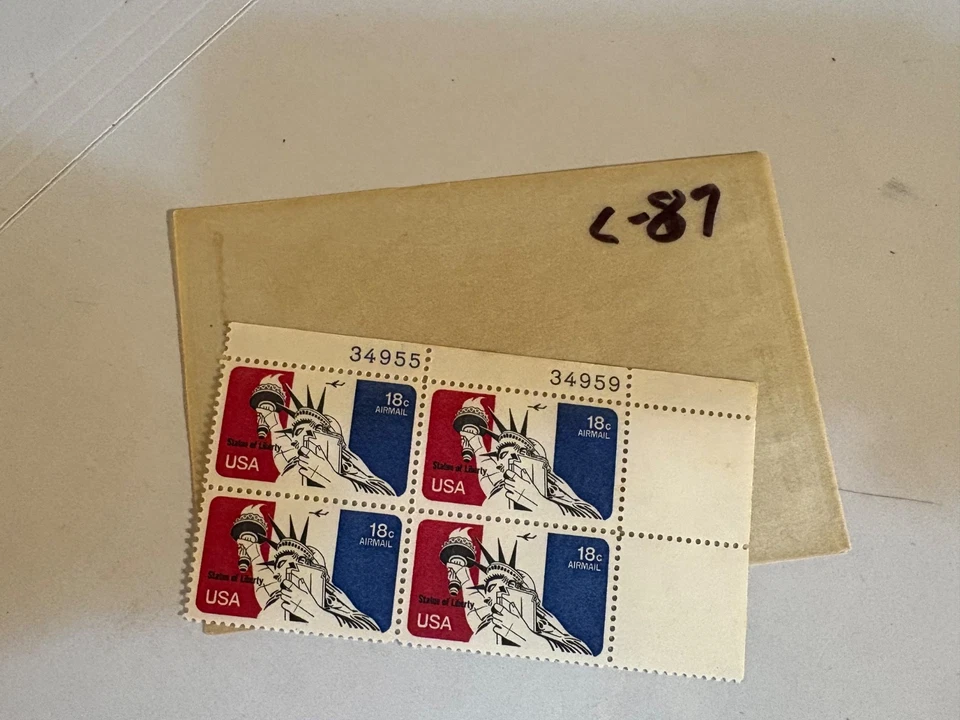 C-87
34955
34959
18c
AIRMAIL
Statue of Liberty
USA
18c
AIRMAIL
Statue of Liberty
USA
18c
AIRMAIL
Statue of Liberty
USA
18c
AIRMAIL
Statue of Liberty
USA